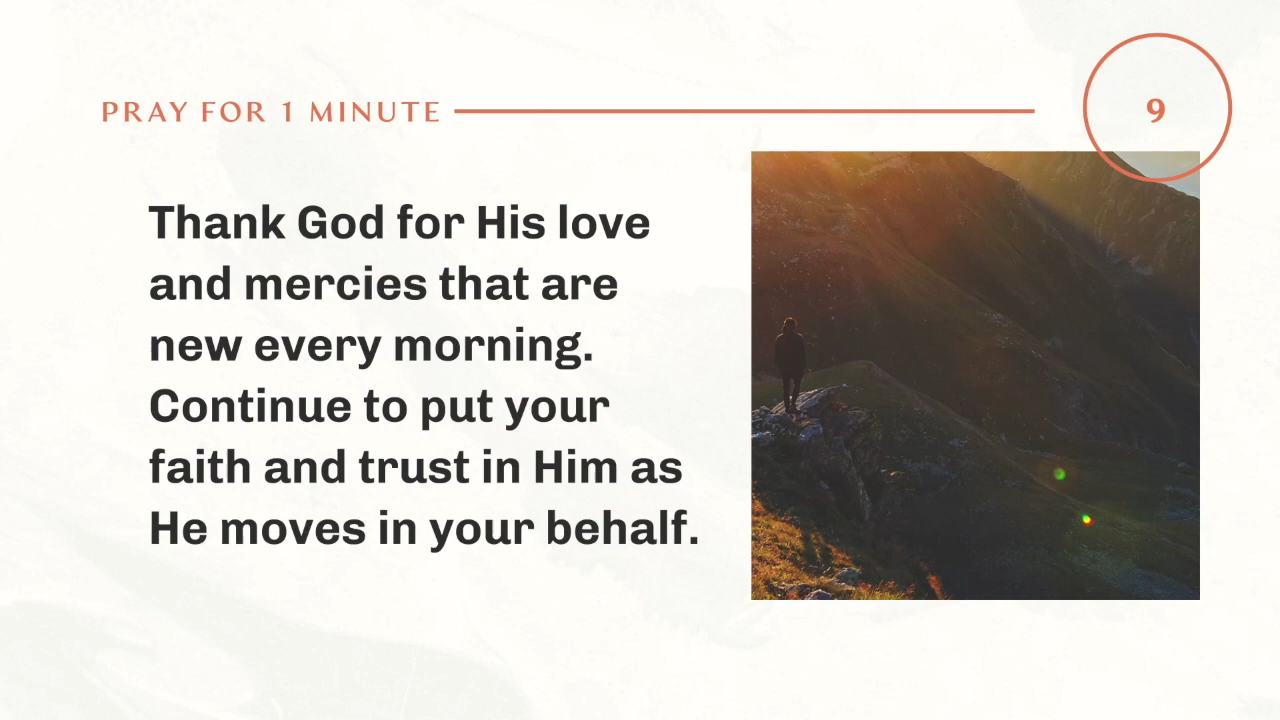 PRAY FOR 1 MINUTE
9
Thank God for His love
and mercies that are
new every morning.
Continue to put your
faith and trust in Him as
He moves in your behalf.